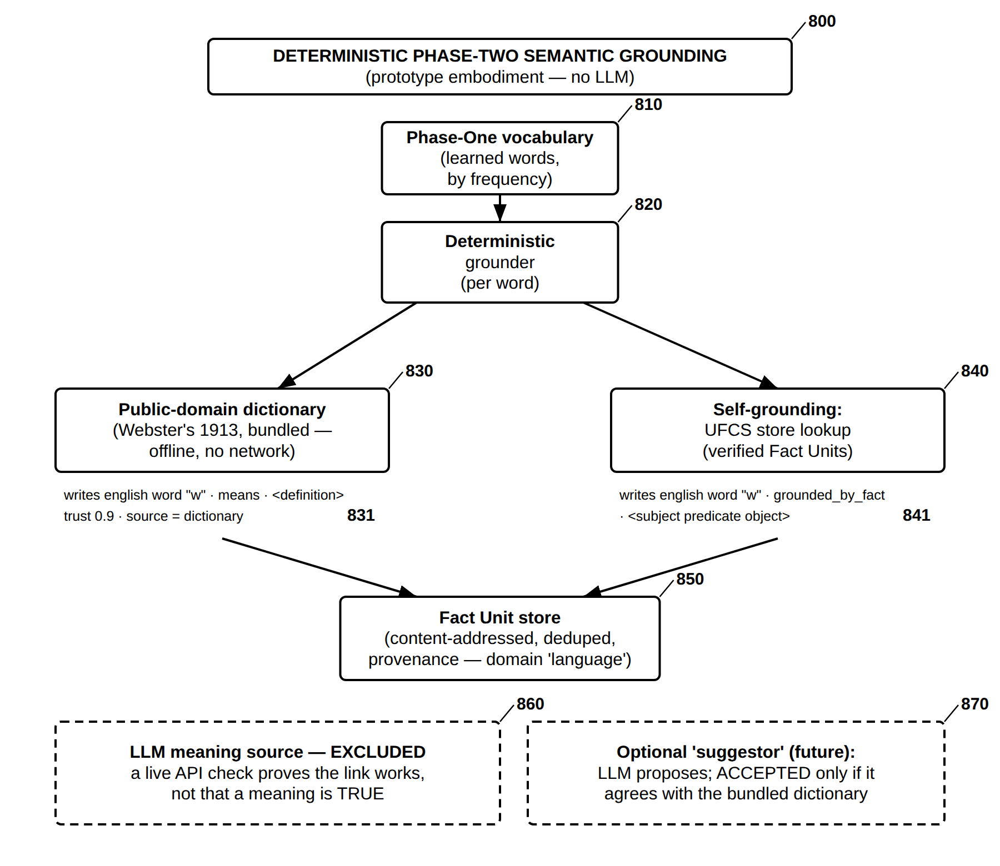 800
DETERMINISTIC PHASE-TWO SEMANTIC GROUNDING
(prototype embodiment — no LLM)
810
Phase-One vocabulary
(learned words,
by frequency)
820
Deterministic
grounder
(per word)
830
Public-domain dictionary
(Webster's 1913, bundled —
offline, no network)
writes english word "w" · means · <definition>
trust 0.9 · source = dictionary
831
840
Self-grounding:
UFCS store lookup
(verified Fact Units)
writes english word "w" · grounded_by_fact
· <subject predicate object>
841
850
Fact Unit store
(content-addressed, deduped,
provenance — domain 'language')
860
LLM meaning source — EXCLUDED
a live API check proves the link works,
not that a meaning is TRUE
870
Optional 'suggestor' (future):
LLM proposes; ACCEPTED only if it
agrees with the bundled dictionary